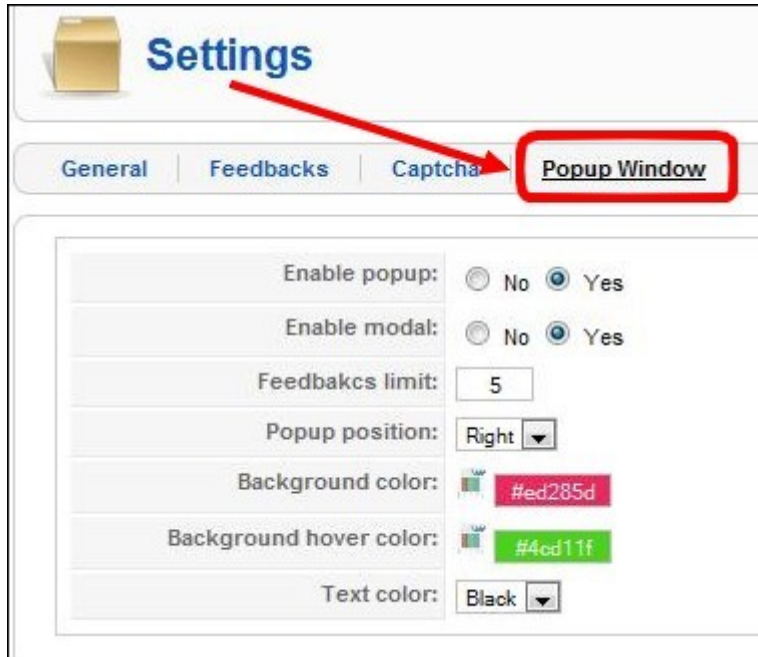 Settings
General Feedbacks Captcha Popup Window
Enable popup: No Yes
Enable modal: No Yes
Feedbakcs limit: 5
Popup position: Right
Background color: #ed285d
Background hover color: #4cd11f
Text color: Black